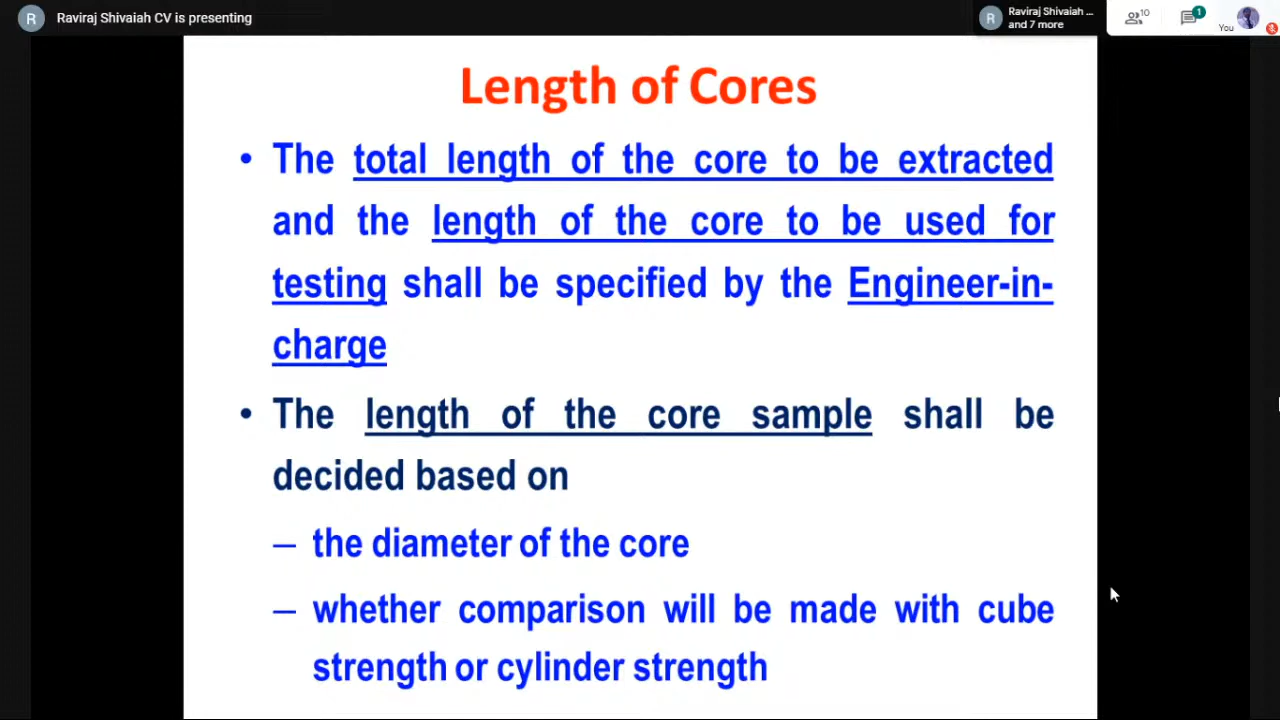 R Raviraj Shivaiah CV is presenting
R Raviraj Shivaiah ...
and 7 more
10
1
You
Length of Cores
• The total length of the core to be extracted
and the length of the core to be used for
testing shall be specified by the Engineer-in-
charge
• The length of the core sample shall be
decided based on
– the diameter of the core
– whether comparison will be made with cube
strength or cylinder strength